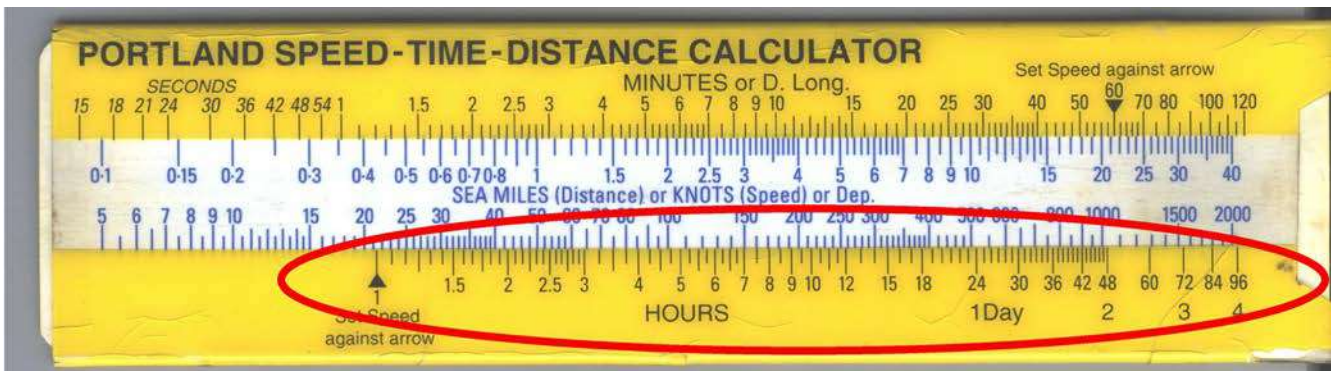 PORTLAND SPEED-TIME-DISTANCE CALCULATOR
SECONDS MINUTES or D. Long. Set Speed against arrow
15 18 21 24 30 36 42 48 54 1 1.5 2 2.5 3 4 5 6 7 8 9 10 15 20 25 30 40 50 60 70 80 100 120
0·1 0·15 0·2 0·3 0·4 0·5 0·6 0·7 0·8 1 1.5 2 2.5 3 4 5 6 7 8 9 10 15 20 25 30 40
SEA MILES (Distance) or KNOTS (Speed) or Dep.
5 6 7 8 9 10 15 20 25 30 40 50 60 70 80 100 150 200 250 300 400 500 600 800 1000 1500 2000
1 1.5 2 2.5 3 4 5 6 7 8 9 10 12 15 18 24 30 36 42 48 60 72 84 96
Set Speed HOURS 1Day 2 3 4
against arrow